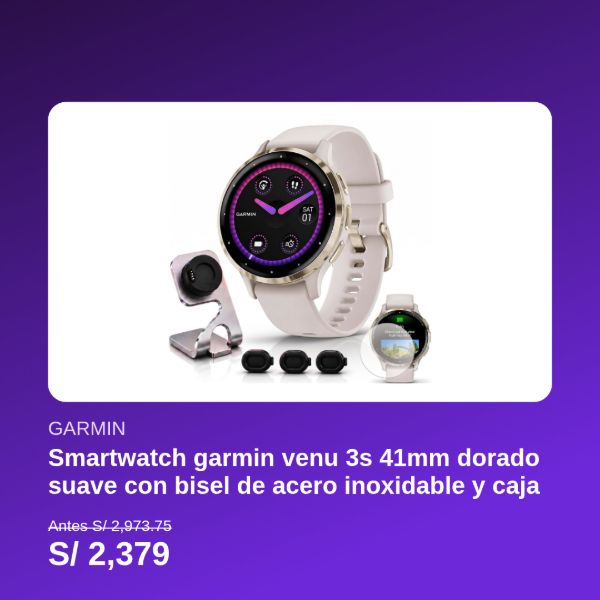 GARMIN
SAT
01
GARMIN
Smartwatch garmin venu 3s 41mm dorado
suave con bisel de acero inoxidable y caja
Antes S/ 2,973.75
S/ 2,379